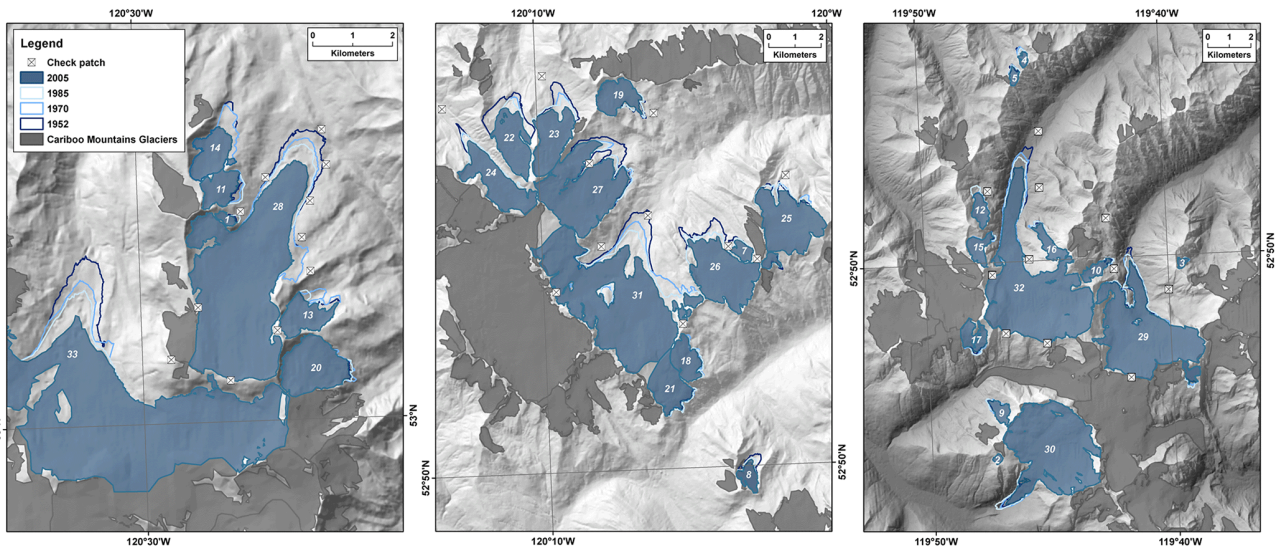 120°30'W
120°10'W
120°W
119°50'W
119°40'W
Legend
Check patch
2005
1985
1970
1952
Cariboo Mountains Glaciers
0 1 2
Kilometers
14
11
1
28
13
20
33
53°N
120°30'W
0 1 2
Kilometers
19
22
23
24
27
25
26
7
31
18
21
8
52°50'N
52°50'N
120°10'W
0 1 2
Kilometers
4
5
12
15
16
10
3
32
17
29
9
2
30
52°50'N
52°50'N
119°50'W
119°40'W